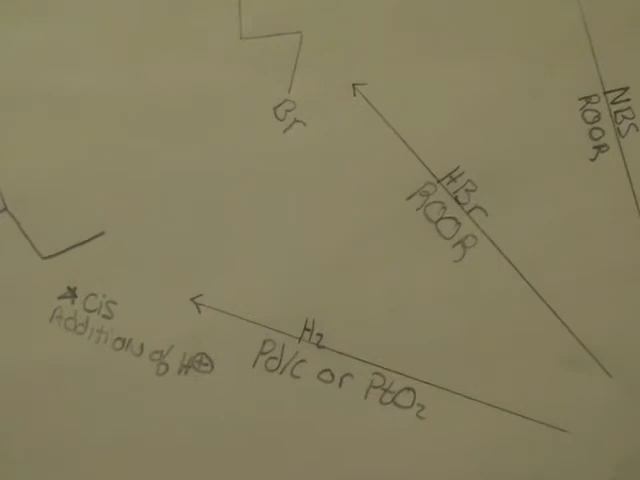 Br
NBS
ROOR
HBr
ROOR
*Cis
Addition of H⊕
H₂
Pd/C or PtO₂